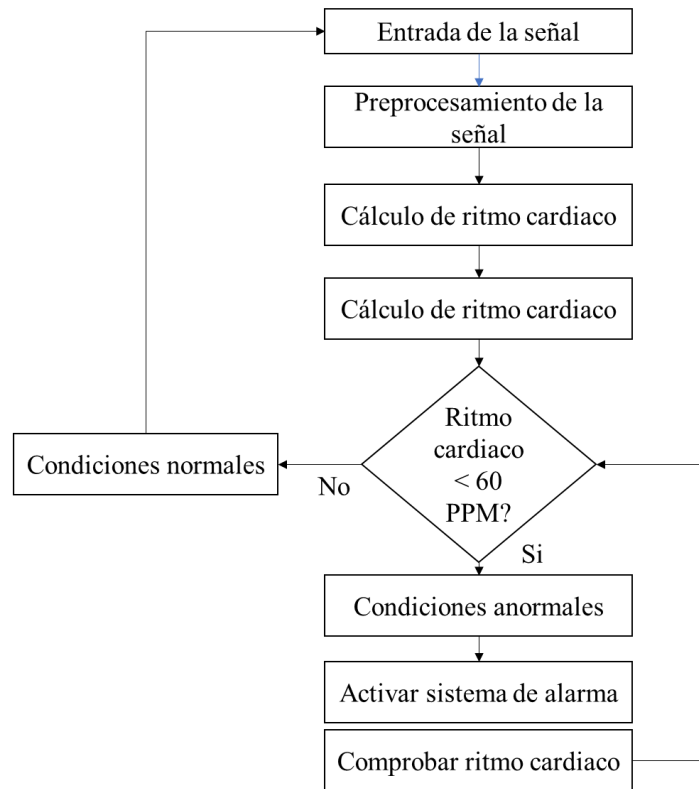 Entrada de la señal
Preprocesamiento de la
señal
Cálculo de ritmo cardiaco
Cálculo de ritmo cardiaco
Ritmo
cardiaco
< 60
PPM?
Condiciones normales
No
Si
Condiciones anormales
Activar sistema de alarma
Comprobar ritmo cardiaco